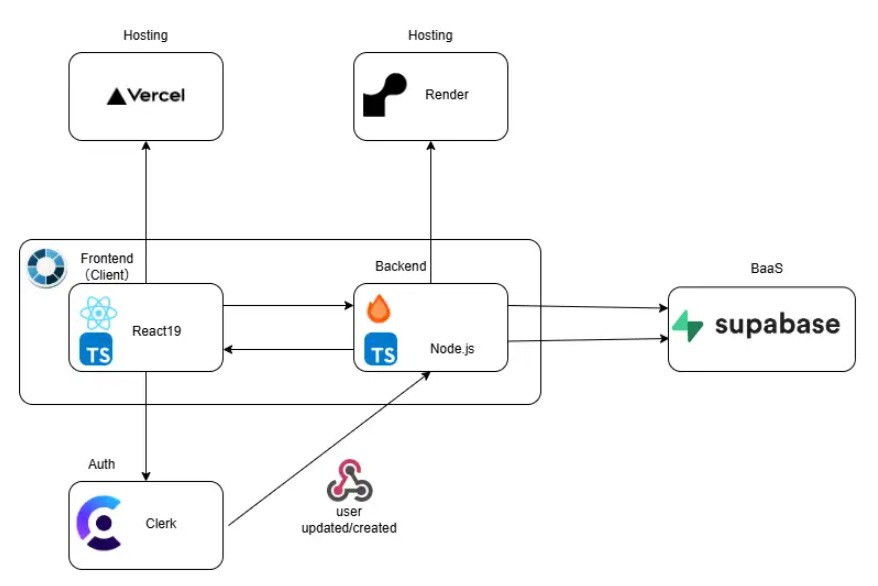 Hosting
Hosting
Vercel
Render
Frontend
（Client）
Backend
BaaS
React19
TS
Node.js
TS
supabase
Auth
Clerk
user
updated/created